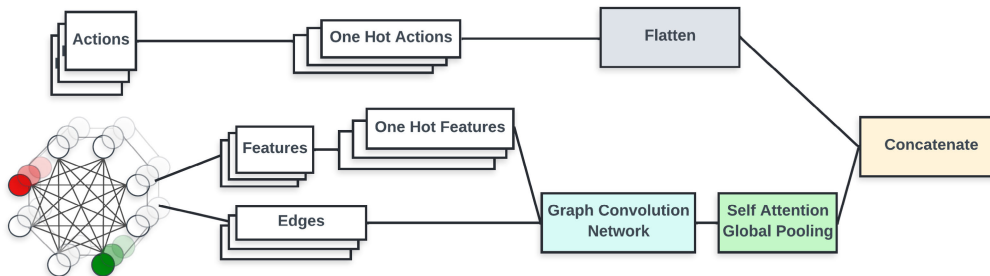 Actions
One Hot Actions
Flatten
One Hot Features
Features
Concatenate
Edges
Graph Convolution
Network
Self Attention
Global Pooling